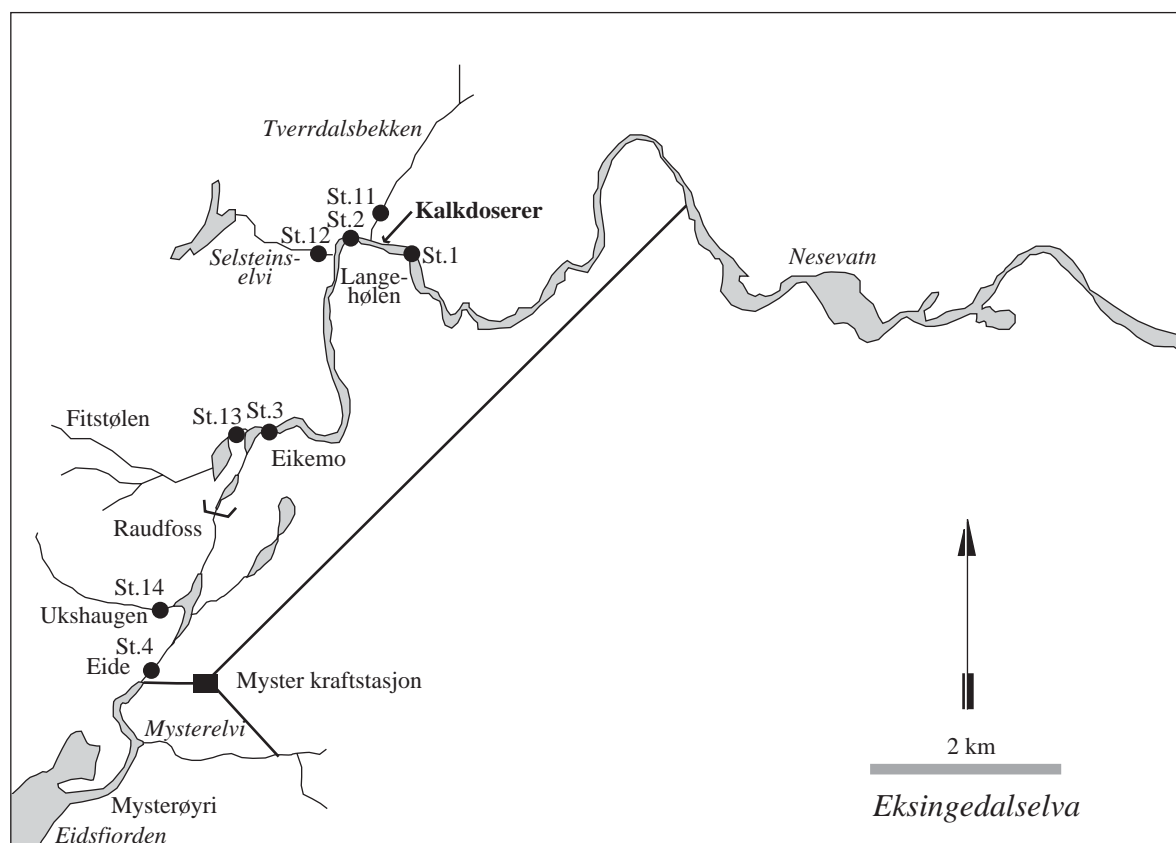 Tverrdalsbekken
St.11
Kalkdoserer
St.2
St.12
St.1
Selsteins-
elvi
Lange-
hølen
Nesevatn
Fitstølen
St.13
St.3
Eikemo
Raudfoss
St.14
Ukshaugen
St.4
Eide
Myster kraftstasjon
Mysterelvi
2 km
Mysterøyri
Eksingedalselva
Eidsfjorden